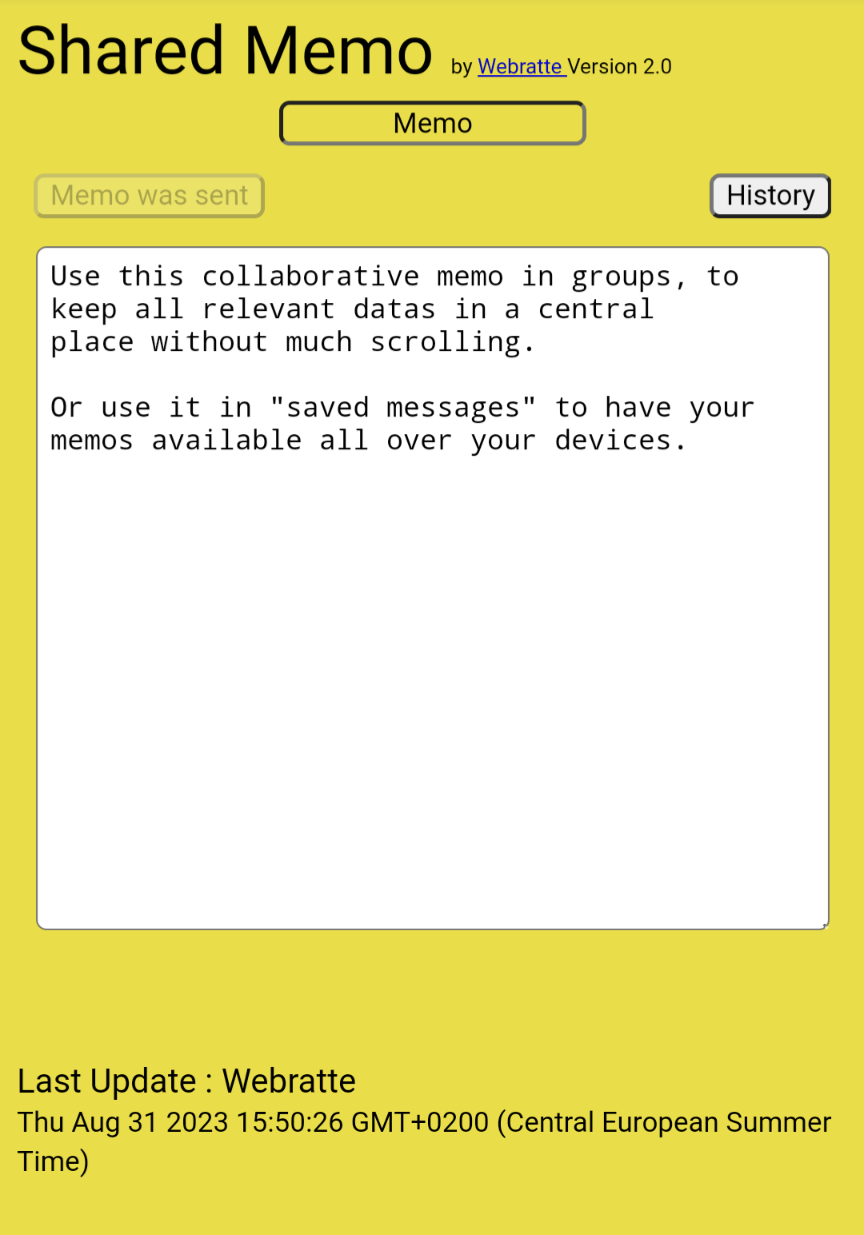 Shared Memo by Webratte Version 2.0
Memo
Memo was sent
History
Use this collaborative memo in groups, to
keep all relevant datas in a central
place without much scrolling.
Or use it in "saved messages" to have your
memos available all over your devices.
Last Update : Webratte
Thu Aug 31 2023 15:50:26 GMT+0200 (Central European Summer
Time)